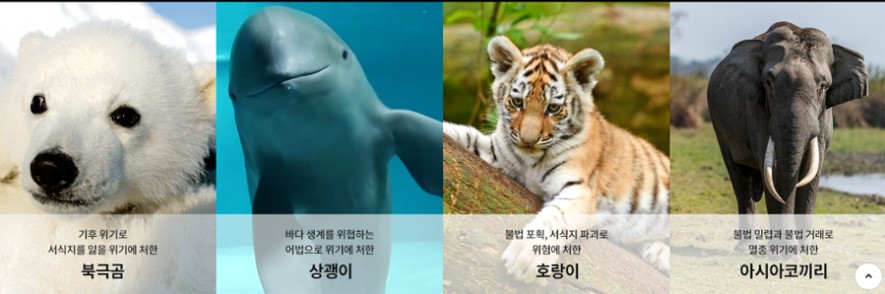 기후 위기로
서식지를 잃을 위기에 처한
북극곰
바다 생계를 위협하는
어법으로 위기에 처한
상괭이
불법 포획, 서식지 파괴로
위험에 처한
호랑이
불법 밀렵과 불법 거래로
멸종 위기에 처한
아시아코끼리